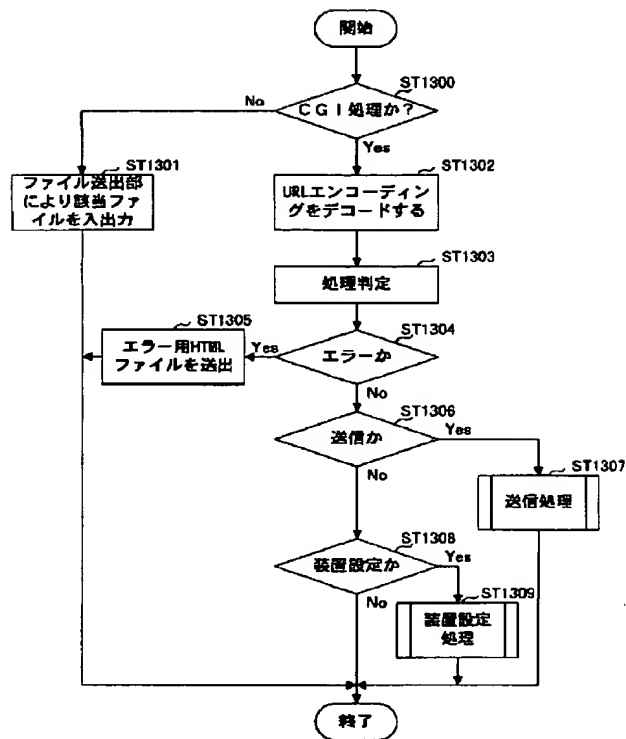 開始
ST1300
CGI処理か?
No
Yes
ST1301
ファイル送出部
により該当ファ
イルを入出力
ST1302
URLエンコーディン
グをデコードする
ST1303
処理判定
ST1305
エラー用HTML
ファイルを送出
ST1304
エラーか
Yes
No
ST1306
送信か
Yes
No
ST1307
送信処理
ST1308
装置設定か
Yes
No
ST1309
装置設定
処理
終了